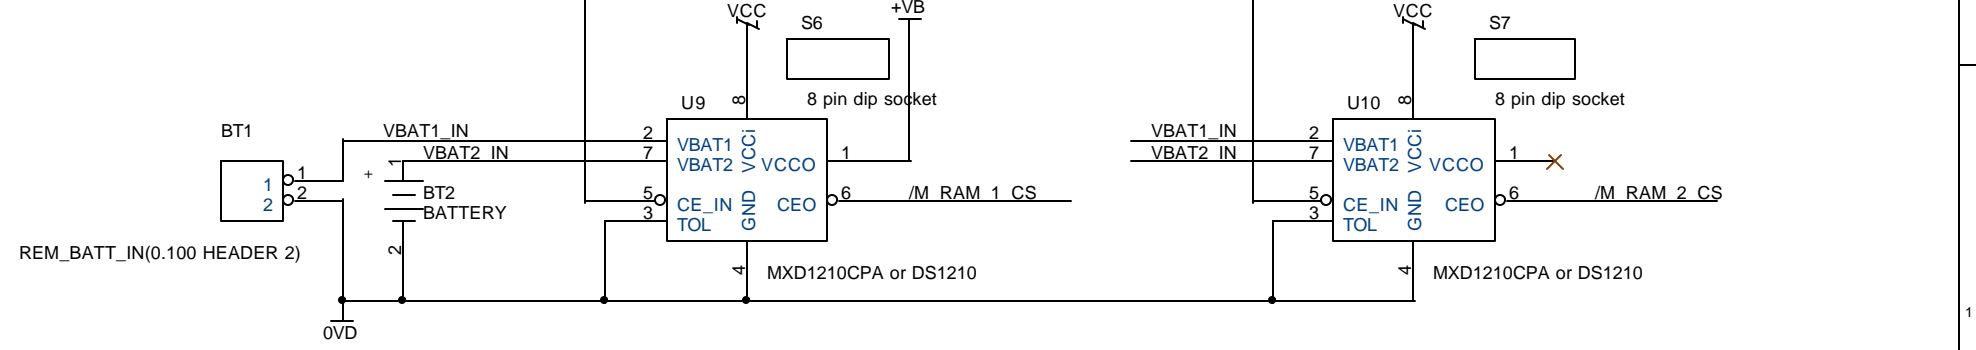 VCC
+VB
VCC
S6
S7
8 pin dip socket
8 pin dip socket
U9
8
U10
8
BT1
VBAT1_IN
2
VBAT1
VCCi
VBAT2_IN
7
VBAT2
VCCO
1
VBAT1_IN
2
VBAT1
VCCi
VBAT2_IN
7
VBAT2
VCCO
1
+
1
1
1
2
2
BT2
BATTERY
2
5
CE_IN
GND
CEO
6
/M_RAM_1_CS
3
TOL
5
CE_IN
GND
CEO
6
/M_RAM_2_CS
3
TOL
REM_BATT_IN(0.100 HEADER 2)
4
MXD1210CPA or DS1210
4
MXD1210CPA or DS1210
0VD
1